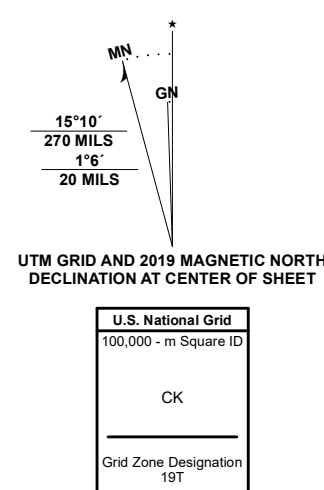 ★
MN
GN
15°10´
270 MILS
1°6´
20 MILS
UTM GRID AND 2019 MAGNETIC NORTH
DECLINATION AT CENTER OF SHEET
U.S. National Grid
100,000 - m Square ID
CK
Grid Zone Designation
19T